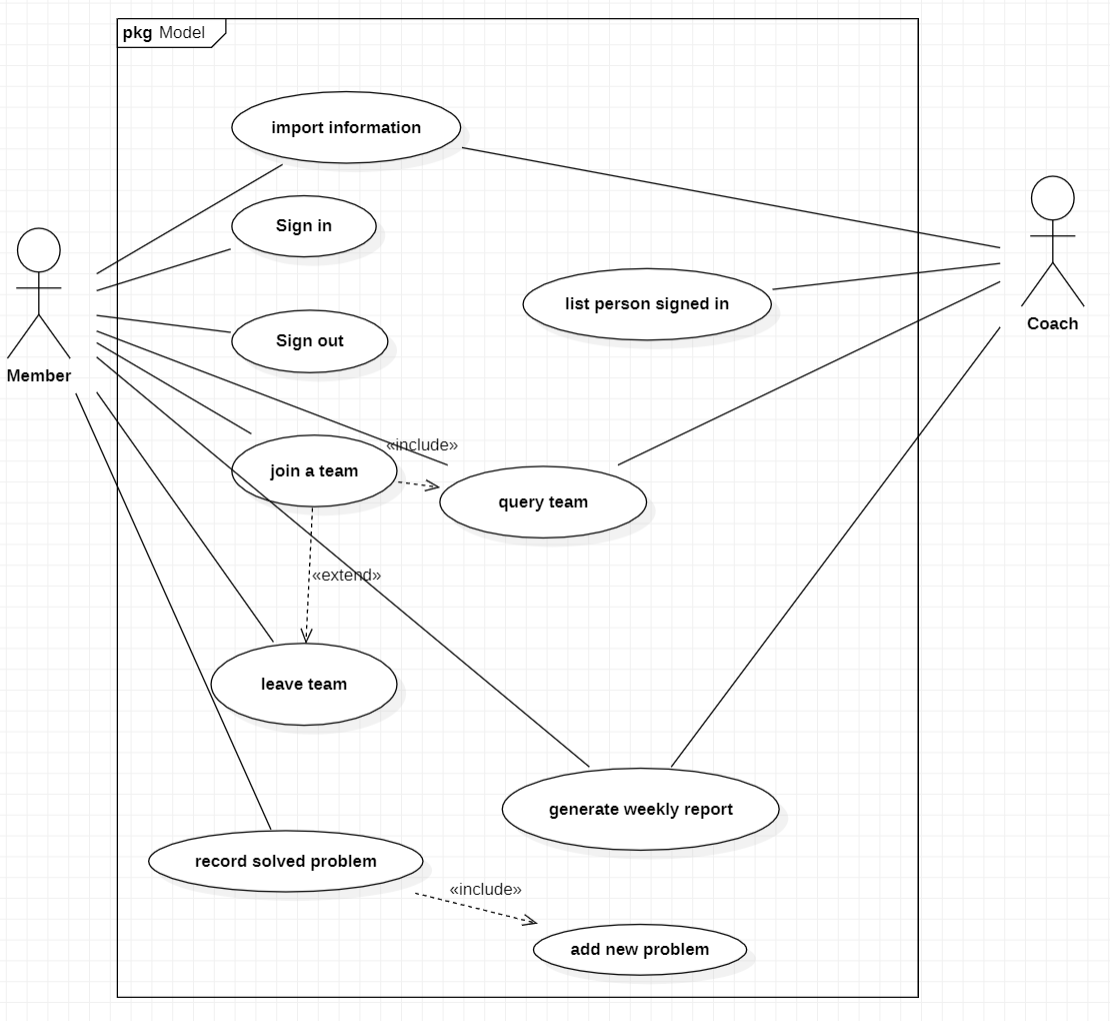 pkg Model
import information
Sign in
list person signed in
Coach
Sign out
Member
«include»
join a team
query team
«extend»
leave team
generate weekly report
record solved problem
«include»
add new problem